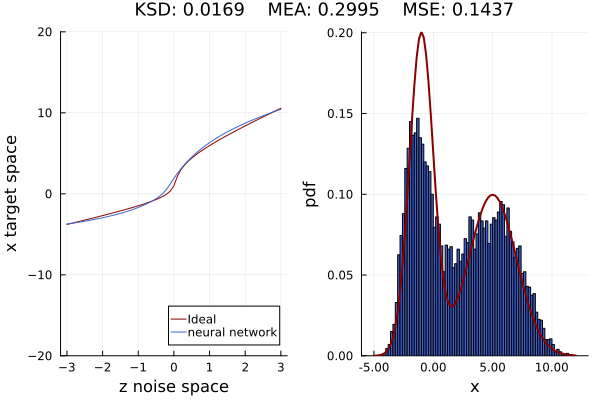 KSD: 0.0169 MEA: 0.2995 MSE: 0.1437
20
10
0
−10
−20
−3 −2 −1 0 1 2 3
x target space
z noise space
Ideal
neural network
0.20
0.15
0.10
0.05
0.00
−5.00 0.00 5.00 10.00
pdf
x